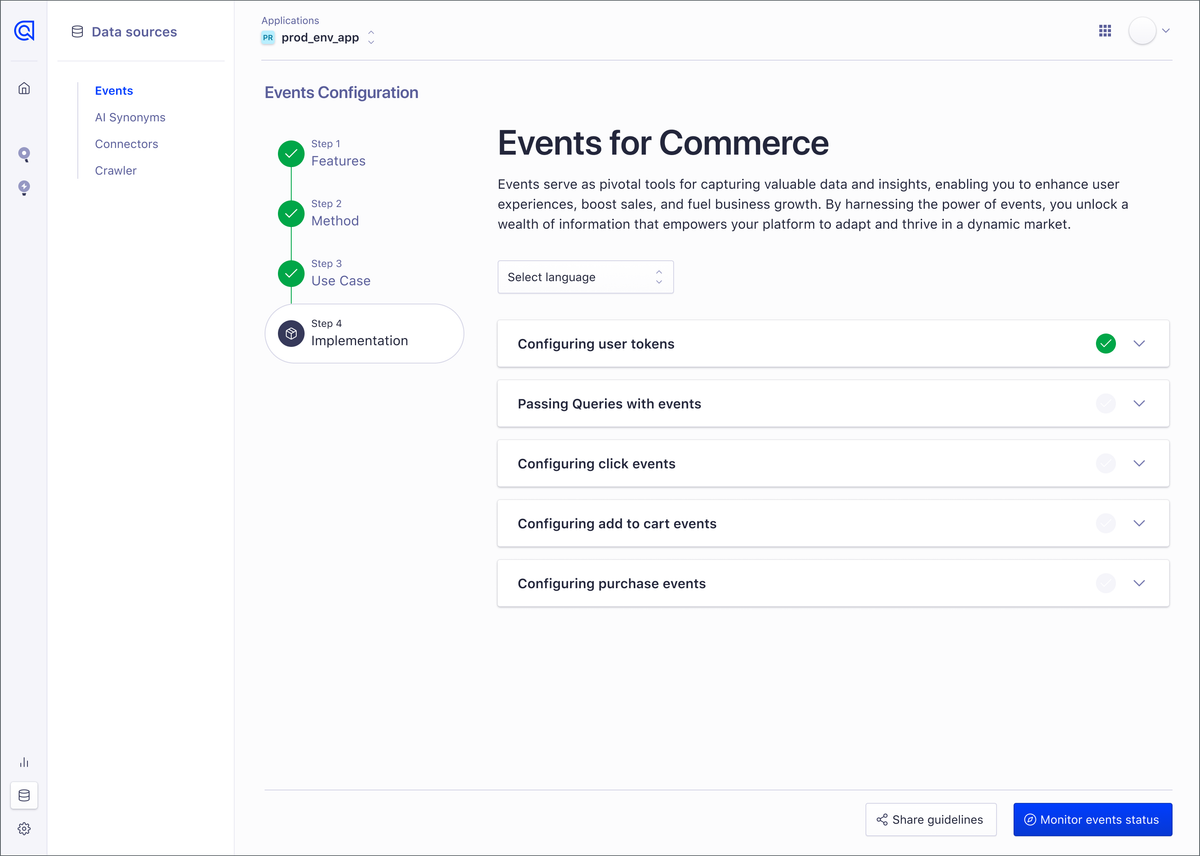 Data sources
Events
AI Synonyms
Connectors
Crawler
Applications
PR prod_env_app
Events Configuration
Step 1
Features
Step 2
Method
Step 3
Use Case
Step 4
Implementation
Events for Commerce
Events serve as pivotal tools for capturing valuable data and insights, enabling you to enhance user
experiences, boost sales, and fuel business growth. By harnessing the power of events, you unlock a
wealth of information that empowers your platform to adapt and thrive in a dynamic market.
Select language
Configuring user tokens
Passing Queries with events
Configuring click events
Configuring add to cart events
Configuring purchase events
Share guidelines
Monitor events status